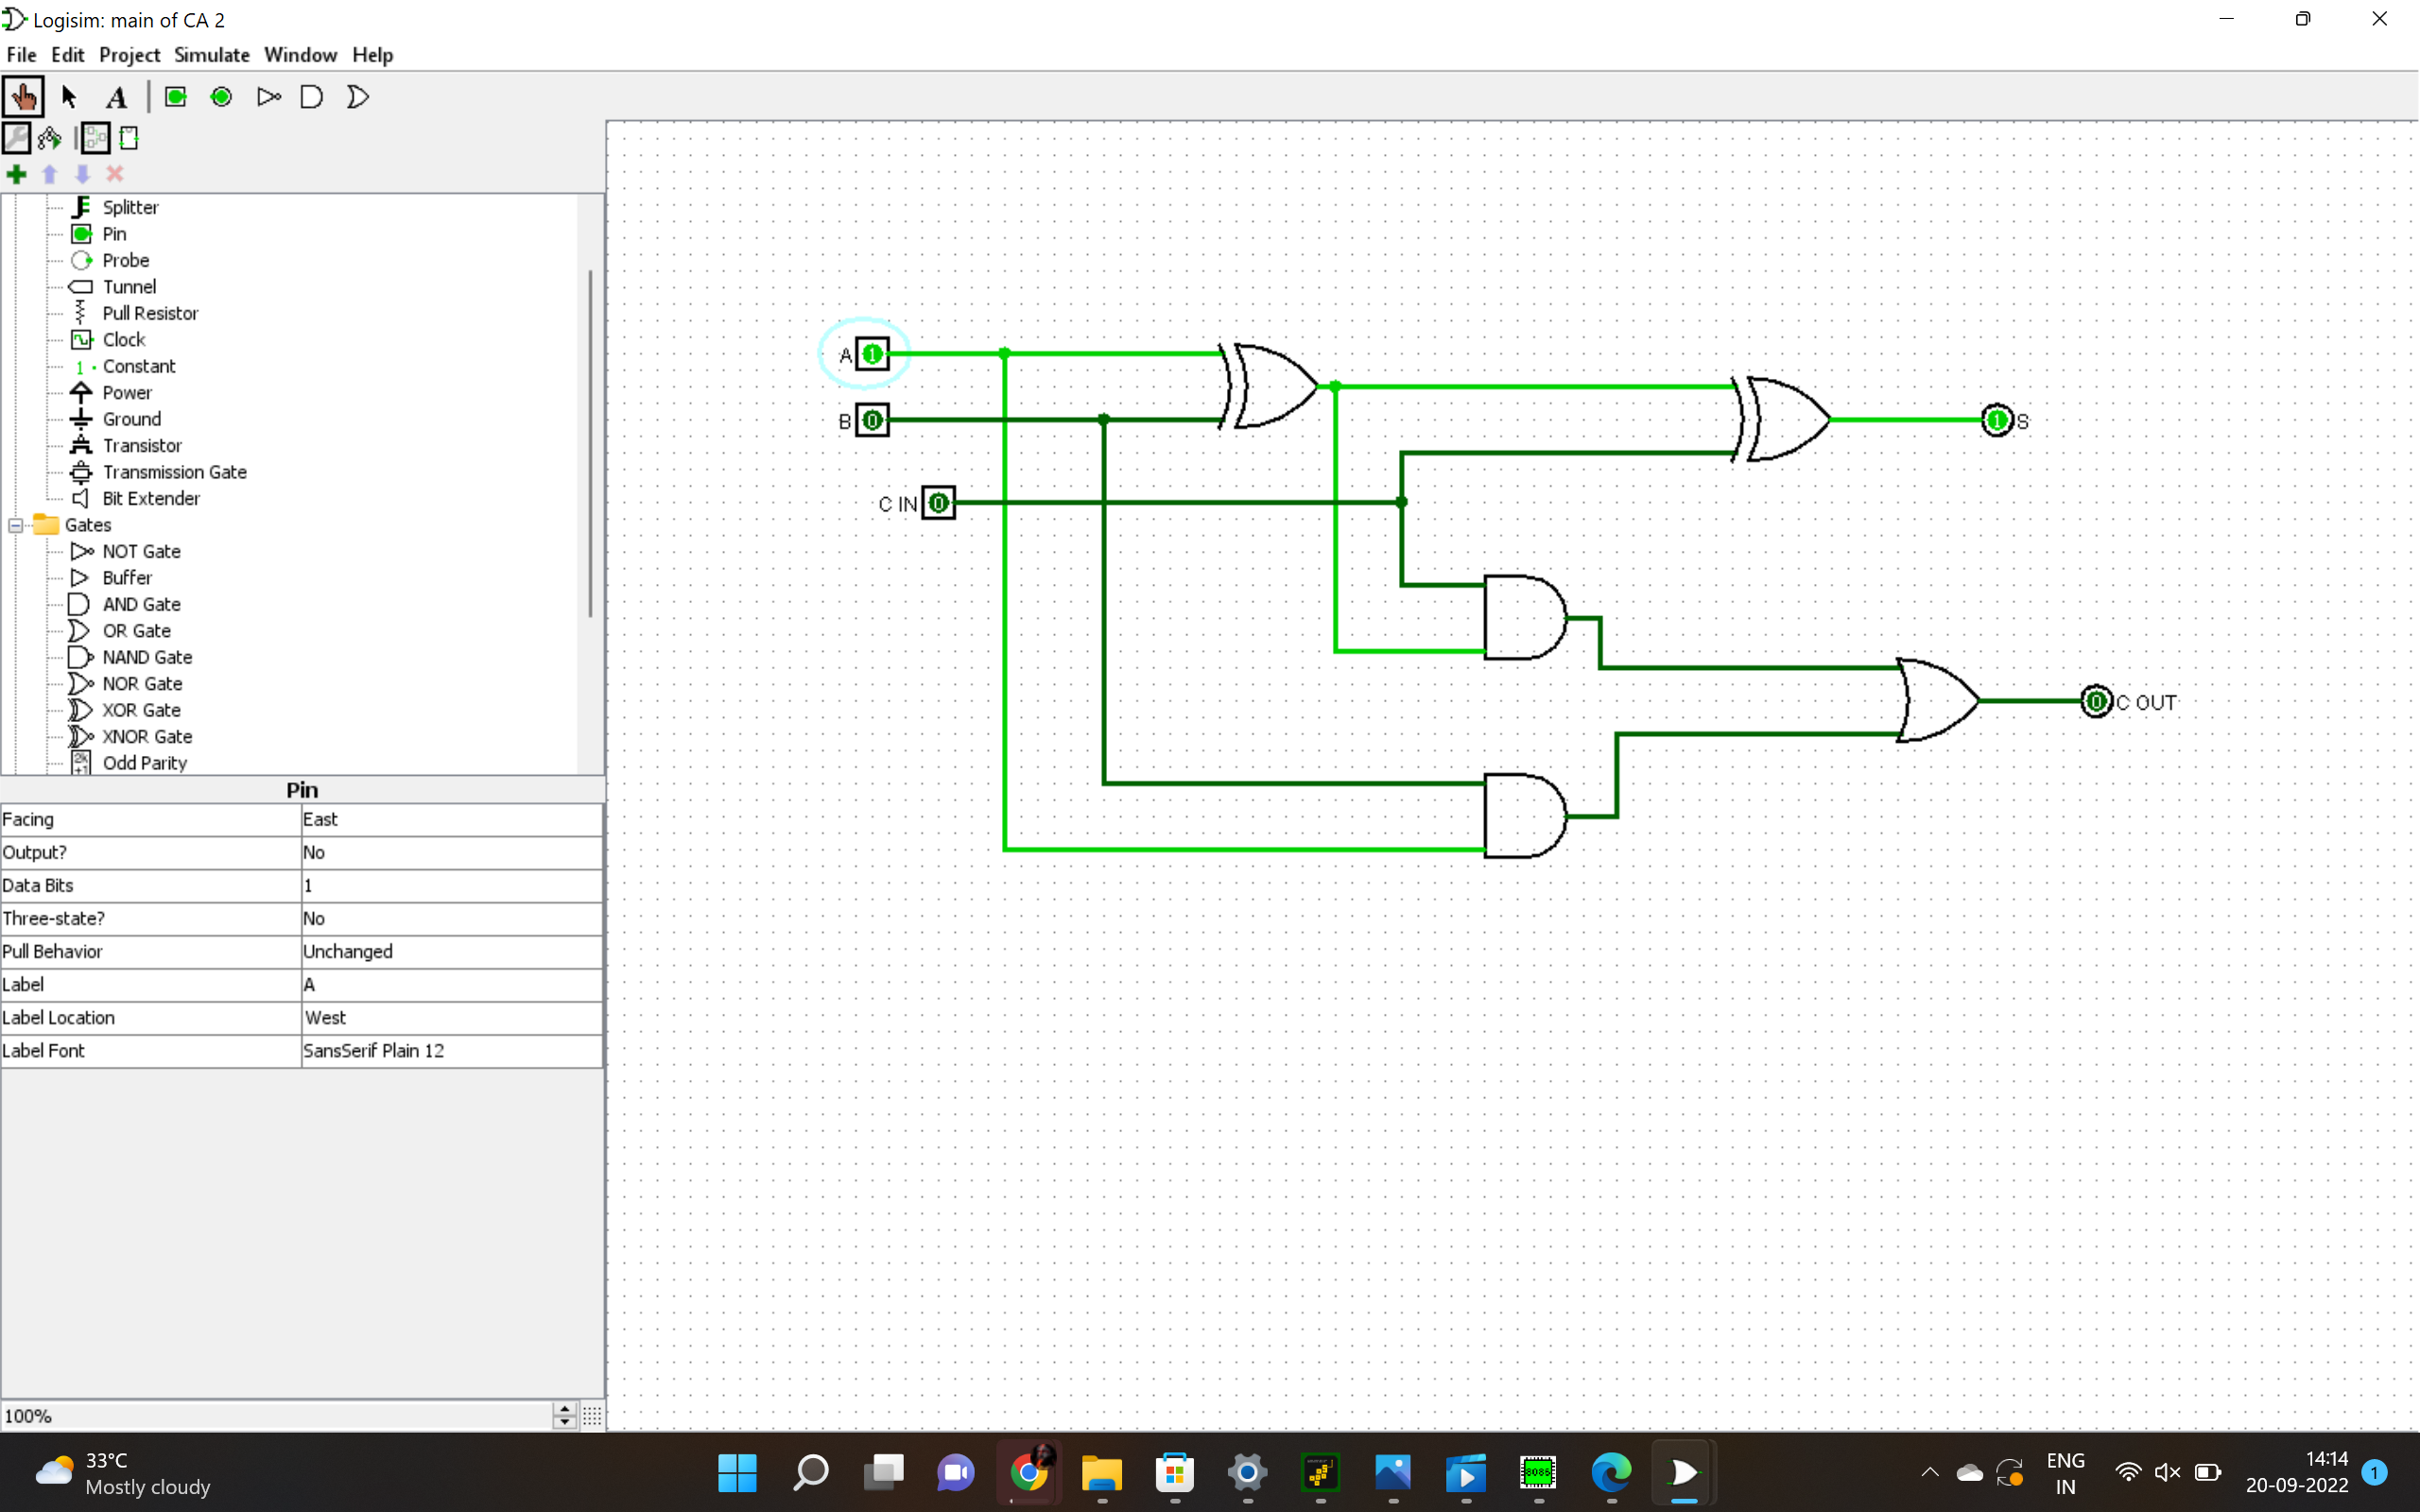 Logisim: main of CA 2
File Edit Project Simulate Window Help
A
Splitter
Pin
Probe
Tunnel
Pull Resistor
Clock
1 Constant
Power
Ground
Transistor
Transmission Gate
Bit Extender
Gates
NOT Gate
Buffer
AND Gate
OR Gate
NAND Gate
NOR Gate
XOR Gate
XNOR Gate
2k+1 Odd Parity
Pin
Facing East
Output? No
Data Bits 1
Three-state? No
Pull Behavior Unchanged
Label A
Label Location West
Label Font SansSerif Plain 12
100%
A 1
B 0
1 S
C IN 0
0 C OUT
33°C
Mostly cloudy
8086
ENG
IN
14:14
20-09-2022
1